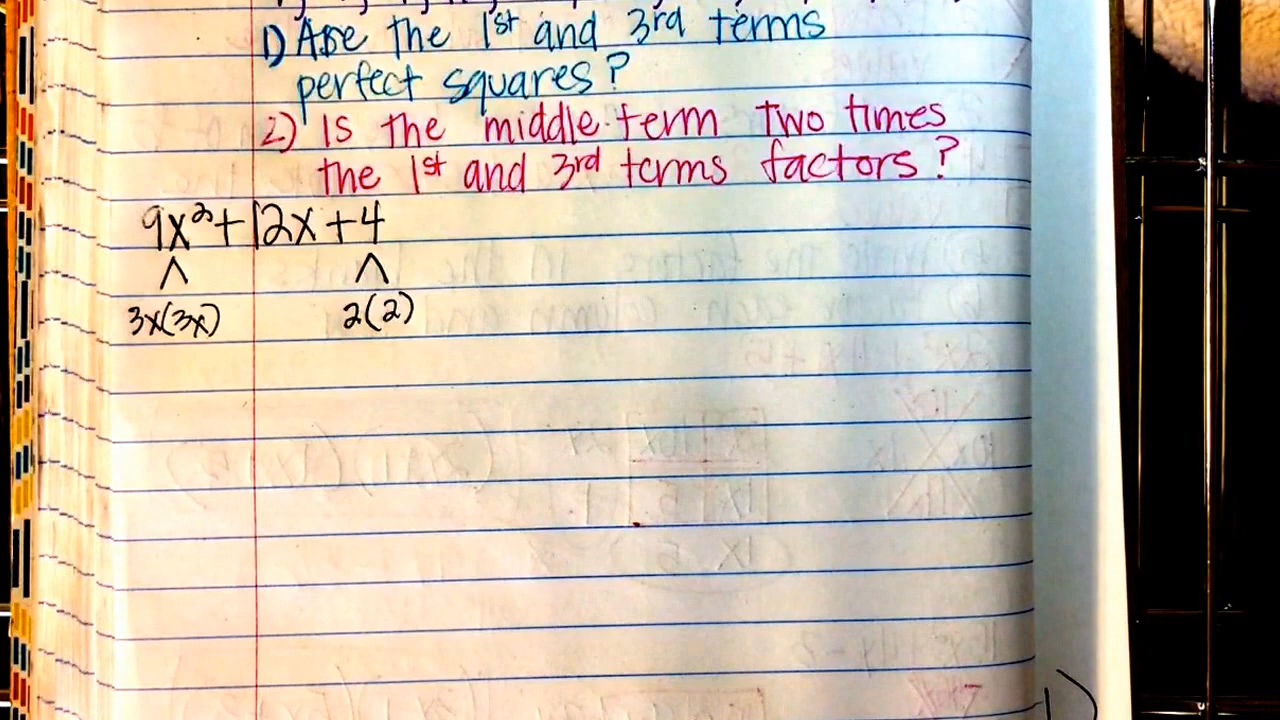 1) Are the 1st and 3rd terms
perfect squares?
2) Is the middle term two times
the 1st and 3rd terms factors?
9x² + 12x + 4
∧ ∧
3x(3x) 2(2)